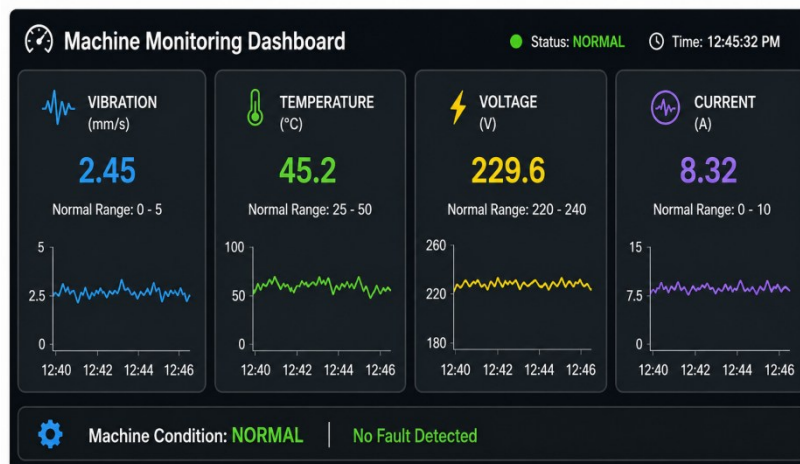 Machine Monitoring Dashboard
Status: NORMAL
Time: 12:45:32 PM
VIBRATION
(mm/s)
2.45
Normal Range: 0 - 5
5
2.5
0
12:40 12:42 12:44 12:46
TEMPERATURE
(°C)
45.2
Normal Range: 25 - 50
100
50
0
12:40 12:42 12:44 12:46
VOLTAGE
(V)
229.6
Normal Range: 220 - 240
260
220
180
12:40 12:42 12:44 12:46
CURRENT
(A)
8.32
Normal Range: 0 - 10
15
7.5
0
12:40 12:42 12:44 12:46
Machine Condition: NORMAL
No Fault Detected